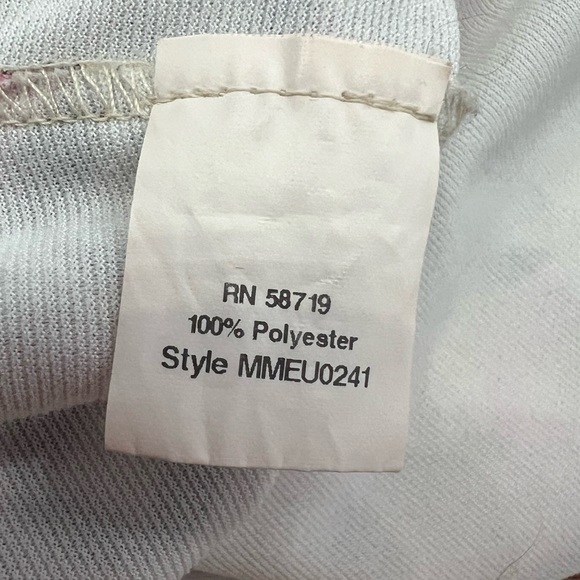 RN 58719
100% Polyester
Style MMEU0241